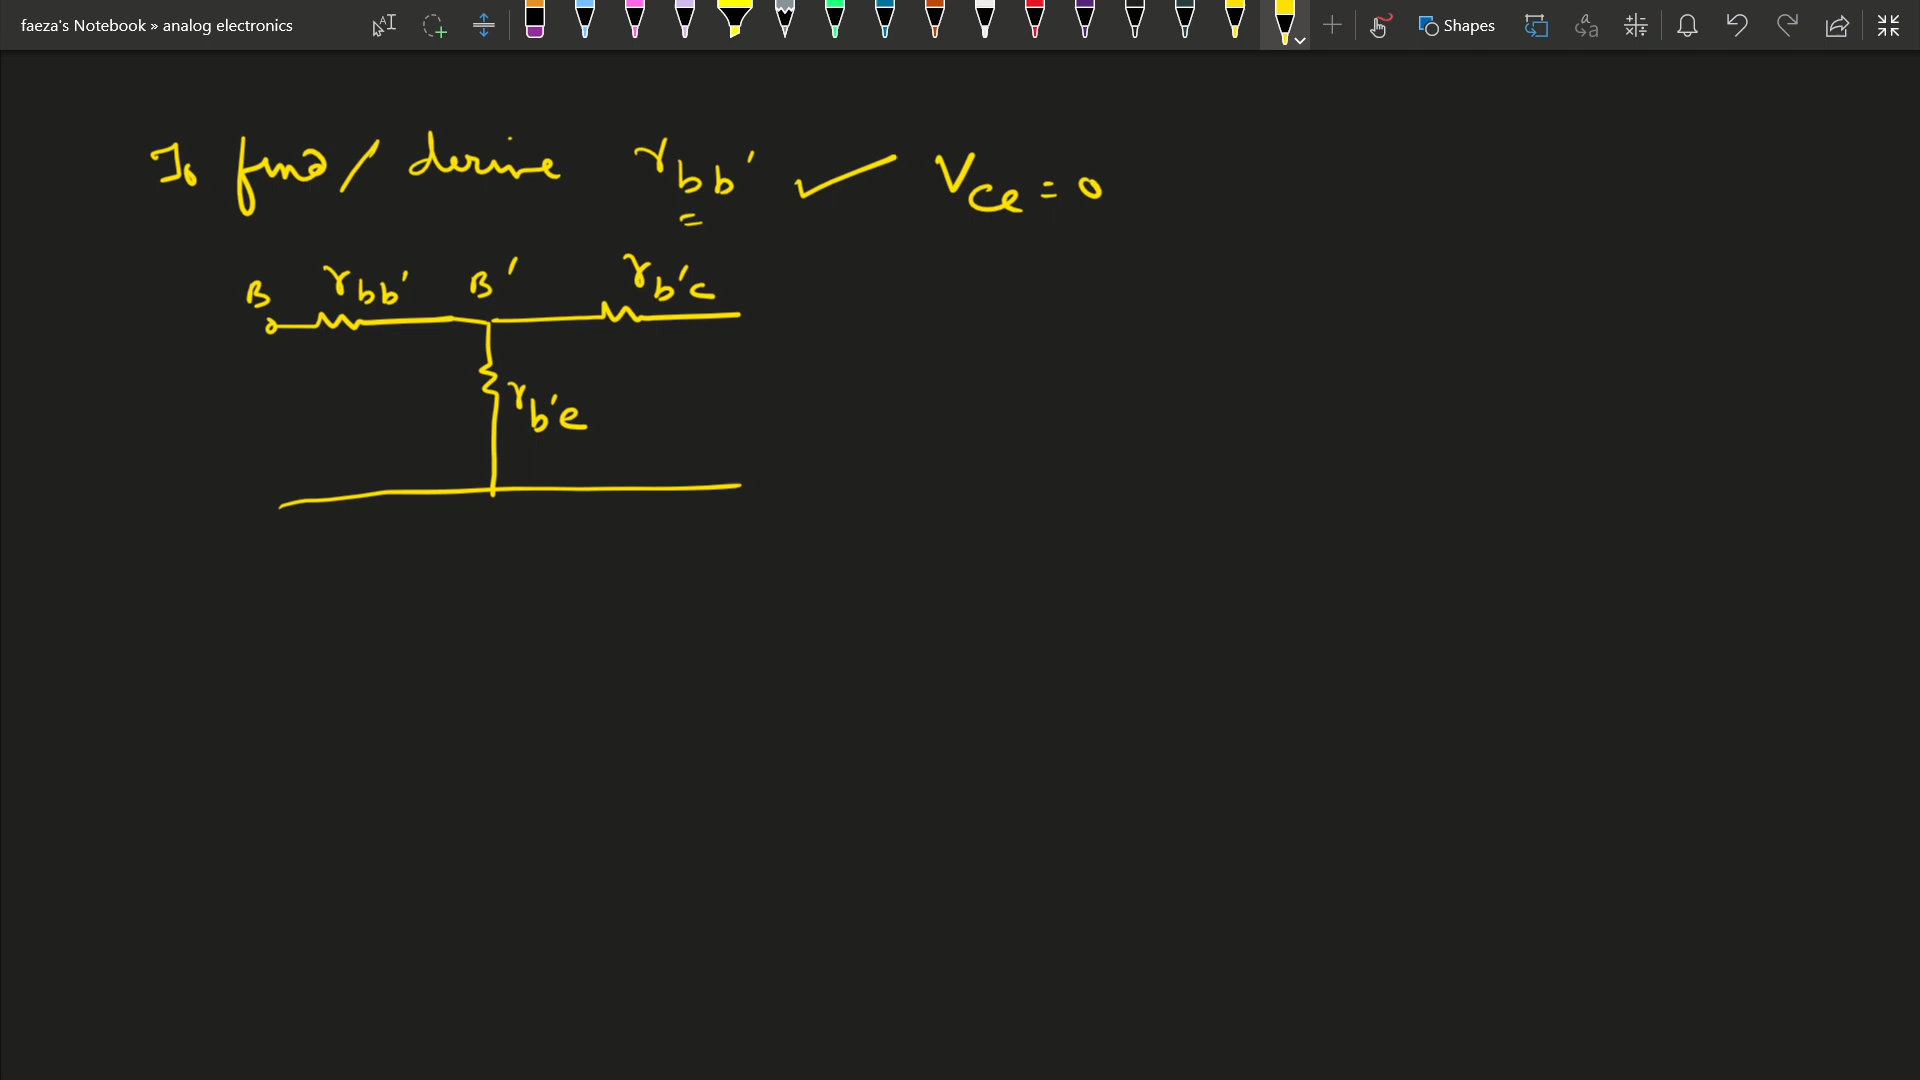 faeza's Notebook » analog electronics
Shapes
To find/ derive rbb' ✓ Vce = 0
B rbb' B' rb'c
rb'e